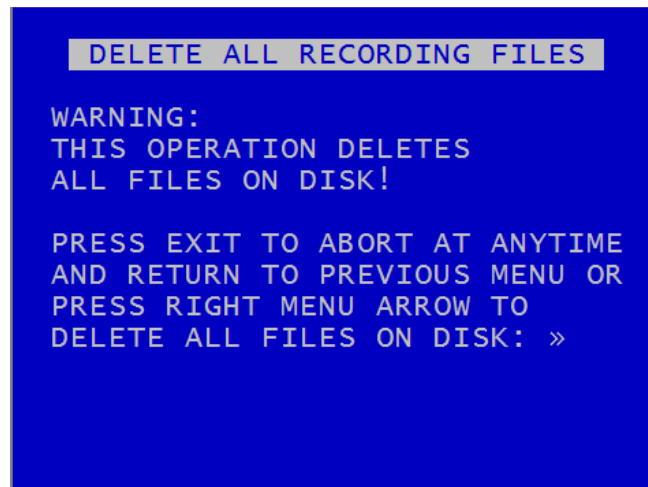 DELETE ALL RECORDING FILES
WARNING:
THIS OPERATION DELETES
ALL FILES ON DISK!
PRESS EXIT TO ABORT AT ANYTIME
AND RETURN TO PREVIOUS MENU OR
PRESS RIGHT MENU ARROW TO
DELETE ALL FILES ON DISK: »